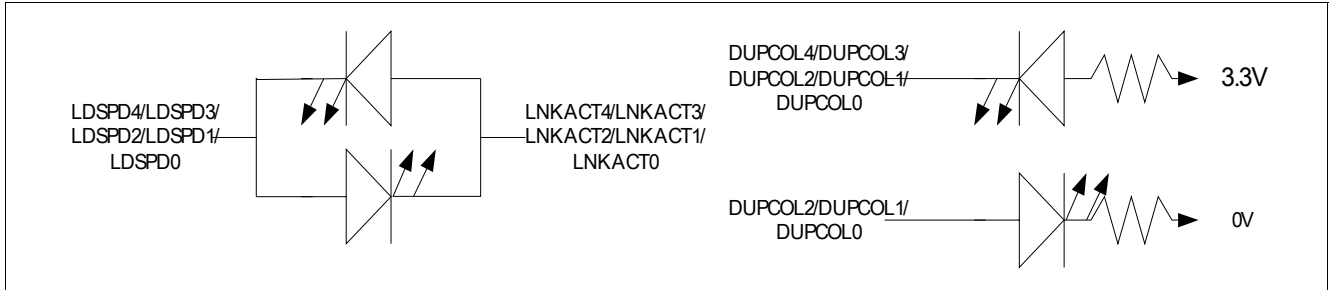 LDSPD4/LDSPD3/
LDSPD2/LDSPD1/
LDSPD0
LNKACT4/LNKACT3/
LNKACT2/LNKACT1/
LNKACT0
DUPCOL4/DUPCOL3/
DUPCOL2/DUPCOL1/
DUPCOL0
3.3V
DUPCOL2/DUPCOL1/
DUPCOL0
0V